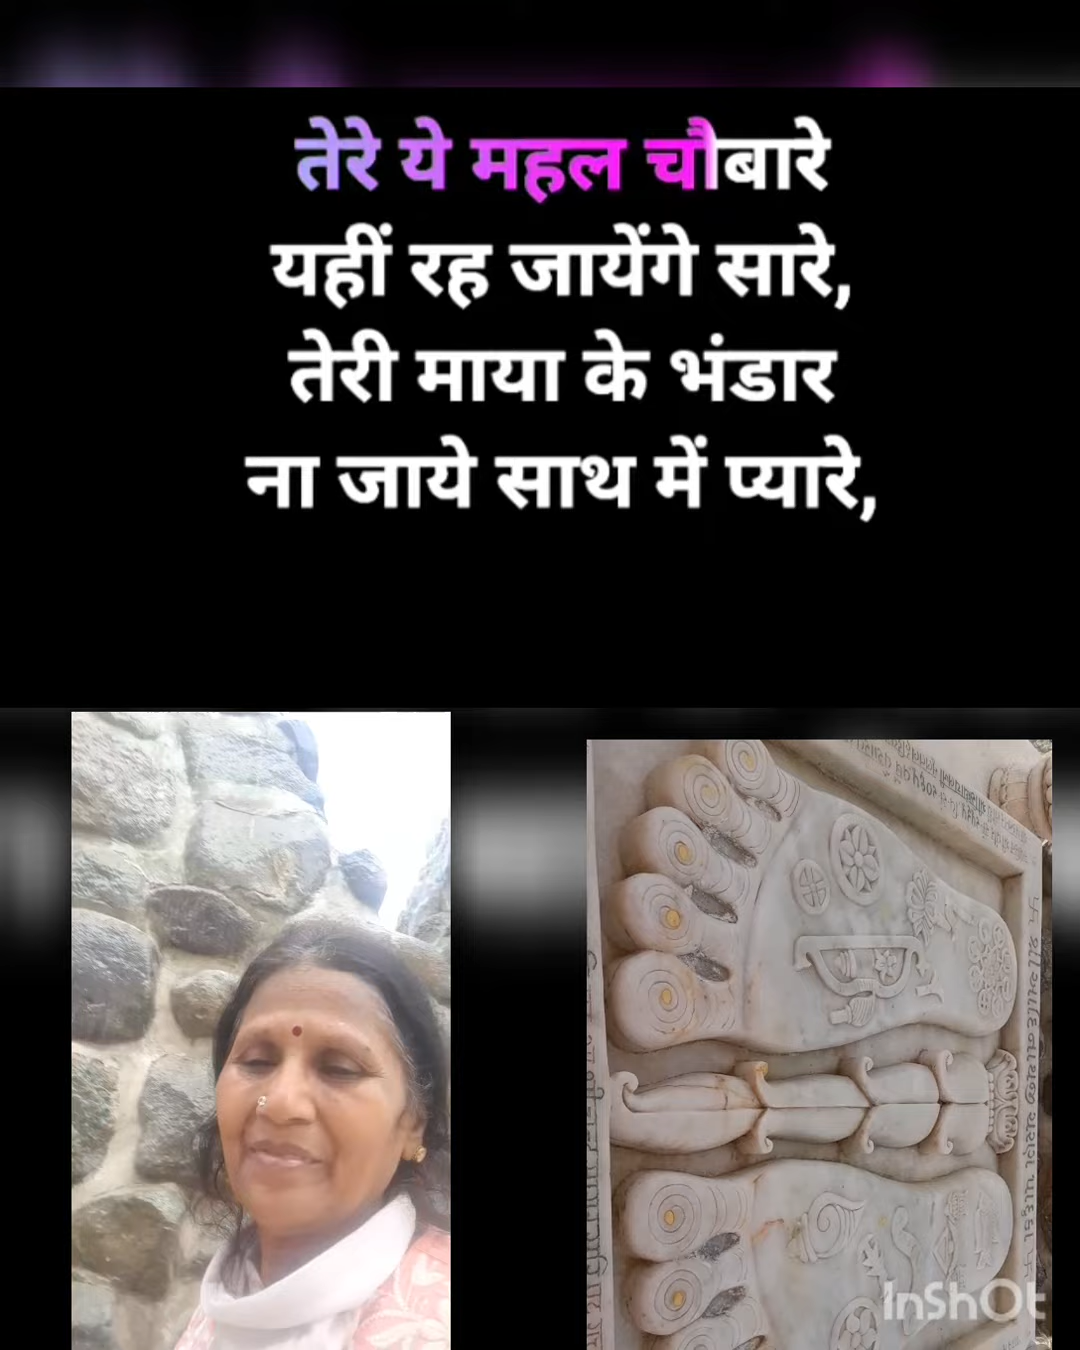 तेरे ये महल चौबारे
यहीं रह जायेंगे सारे,
तेरी माया के भंडार
ना जाये साथ में प्यारे,
InShOt